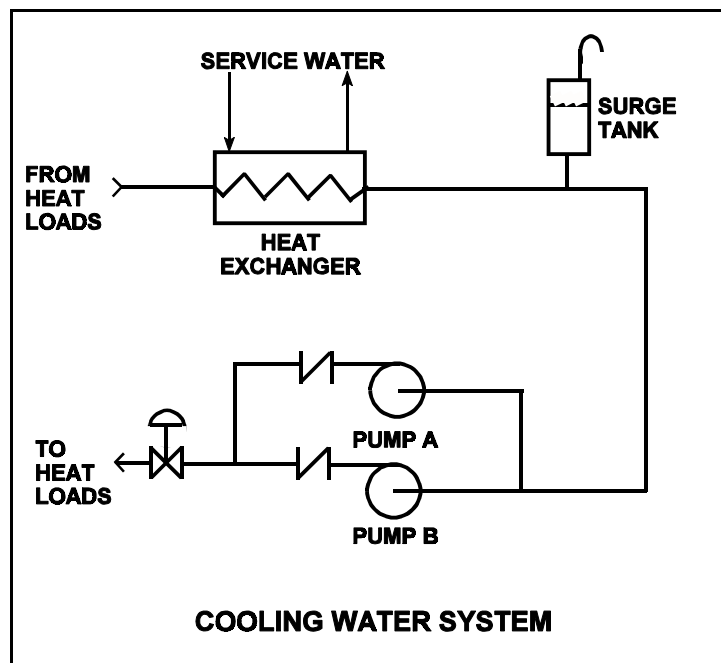 SERVICE WATER
SURGE
TANK
FROM
HEAT
LOADS
HEAT
EXCHANGER
PUMP A
TO
HEAT
LOADS
PUMP B
COOLING WATER SYSTEM